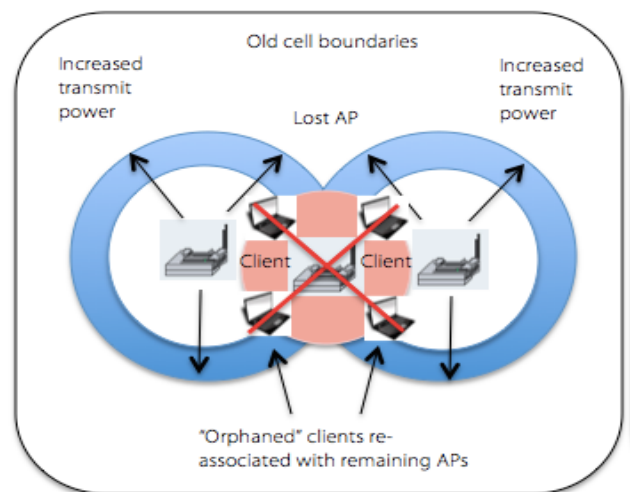 Old cell boundaries
Increased
transmit
power
Increased
transmit
power
Lost AP
Client
Client
"Orphaned" clients re-
associated with remaining APs